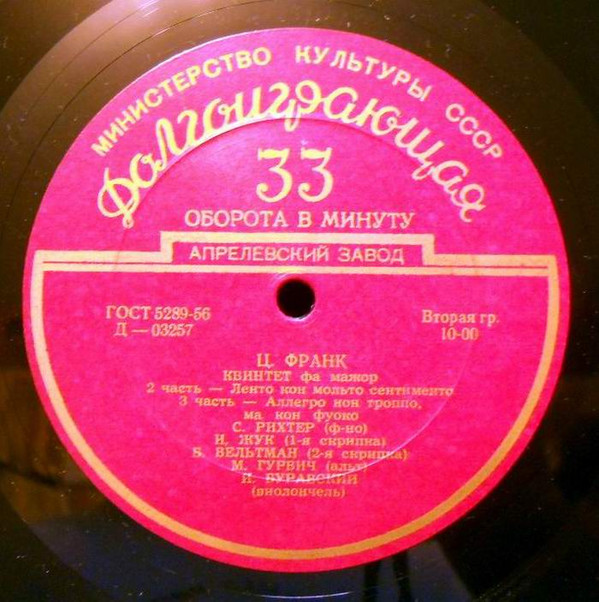 МИНИСТЕРСТВО КУЛЬТУРЫ СССР
Долгоиграющая
33
ОБОРОТА В МИНУТУ
АПРЕЛЕВСКИЙ ЗАВОД
ГОСТ 5289-56
Д — 03257
Вторая гр.
10-00
Ц. ФРАНК
КВИНТЕТ фа мажор
2 часть — Ленто кон мольто сентименто
3 часть — Аллегро нон троппо,
ма кон фуоко
С. РИХТЕР (ф-но)
И. ЖУК (1-я скрипка)
Б. ВЕЛЬТМАН (2-я скрипка)
М. ГУРВИЧ (альт)
И. БУРАВСКИЙ
(виолончель)